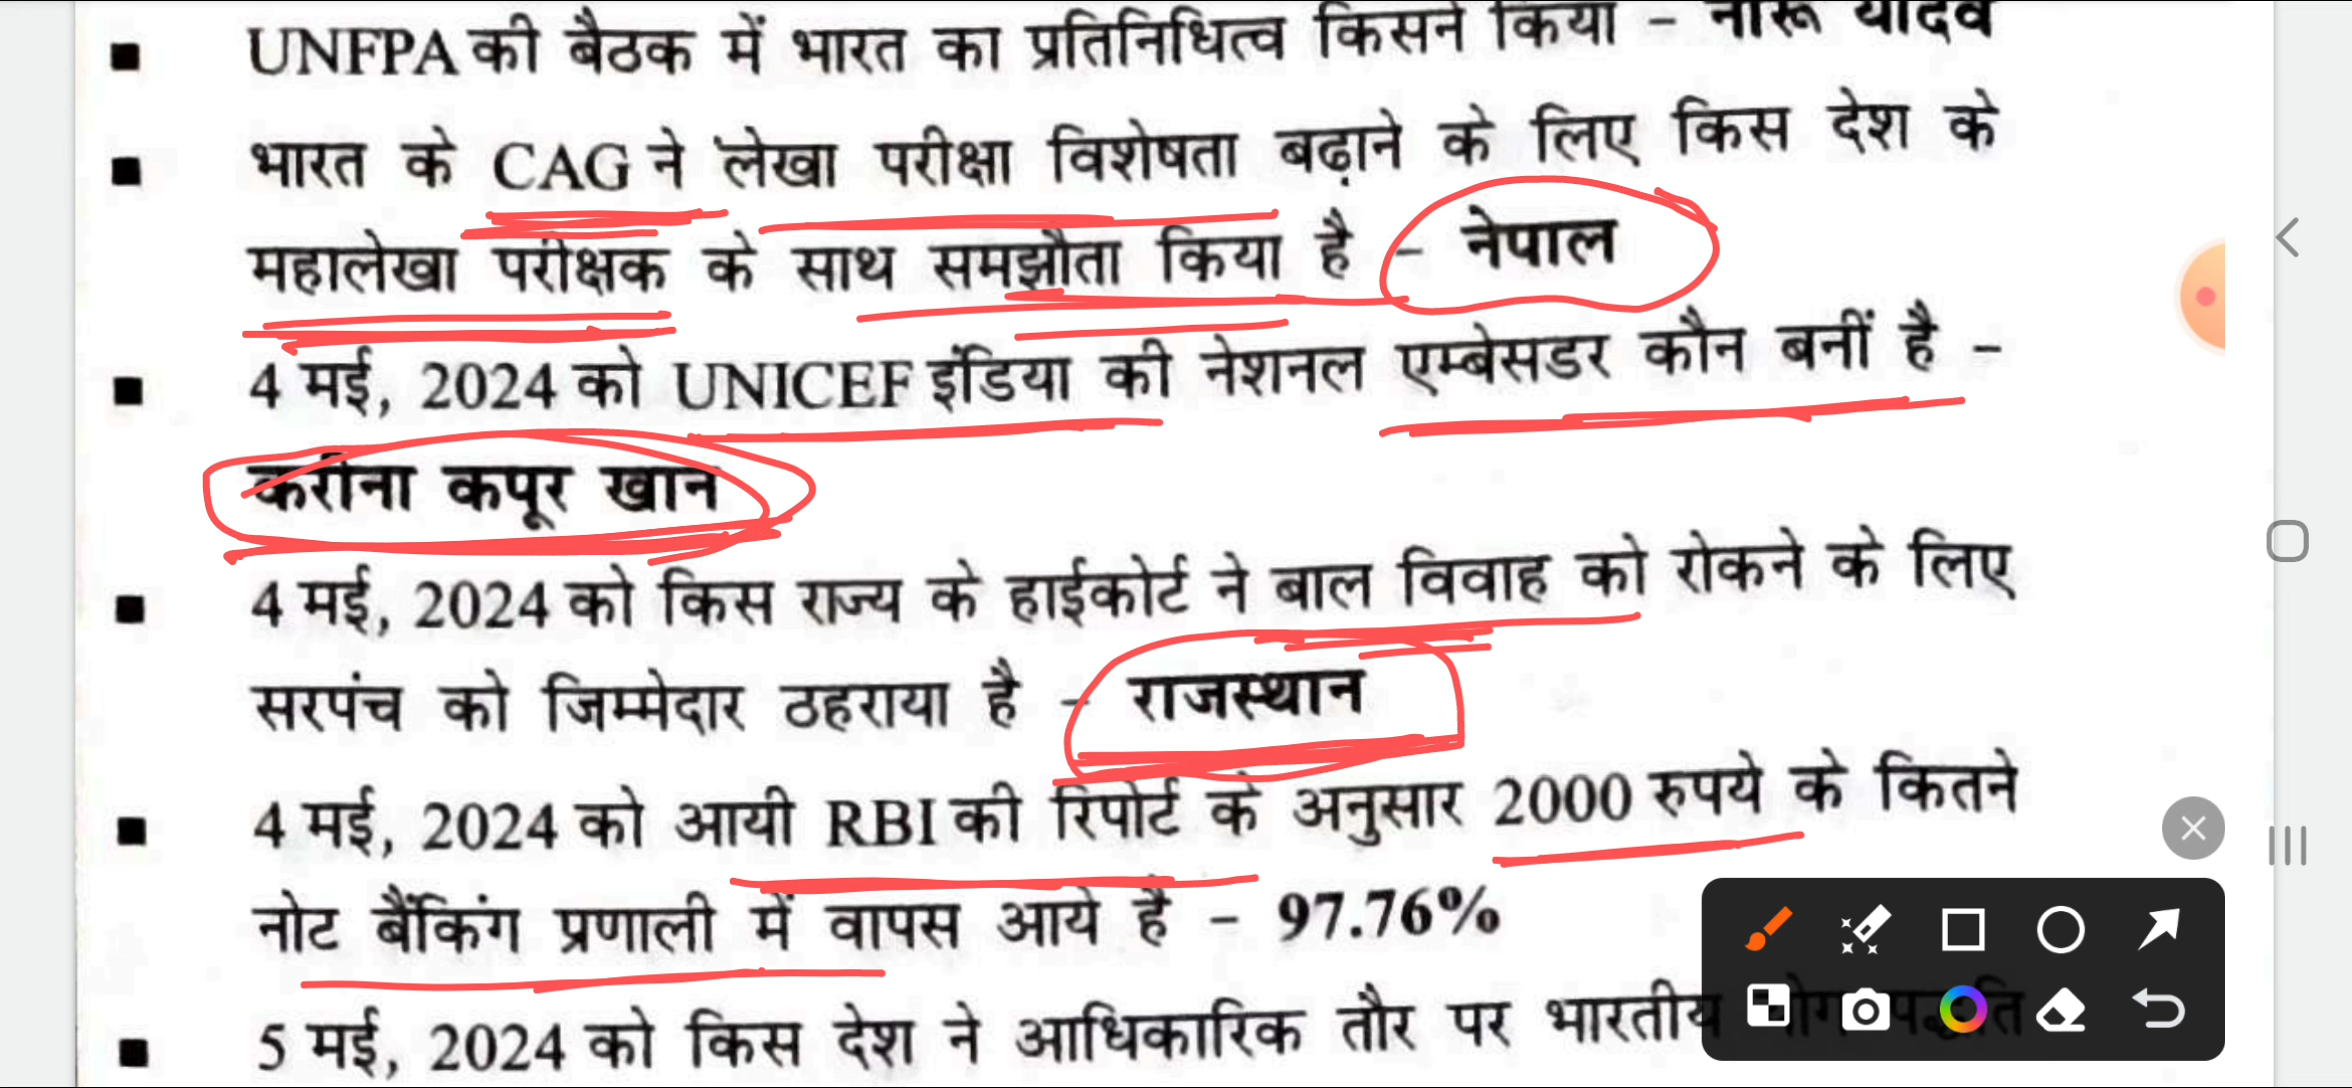 UNFPA की बैठक में भारत का प्रतिनिधित्व किसने किया – नीरू यादव
भारत के CAG ने लेखा परीक्षा विशेषता बढ़ाने के लिए किस देश के
महालेखा परीक्षक के साथ समझौता किया है – नेपाल
4 मई, 2024 को UNICEF इंडिया की नेशनल एम्बेसडर कौन बनीं है –
करीना कपूर खान
4 मई, 2024 को किस राज्य के हाईकोर्ट ने बाल विवाह को रोकने के लिए
सरपंच को जिम्मेदार ठहराया है – राजस्थान
4 मई, 2024 को आयी RBI की रिपोर्ट के अनुसार 2000 रुपये के कितने
नोट बैंकिंग प्रणाली में वापस आये है – 97.76%
5 मई, 2024 को किस देश ने आधिकारिक तौर पर भारतीय